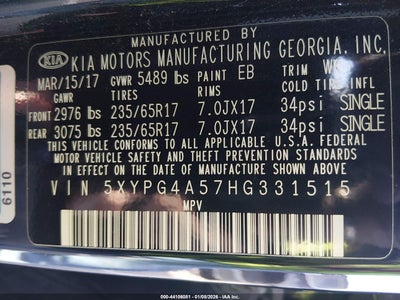 MANUFACTURED BY
KIA KIA MOTORS MANUFACTURING GEORGIA, INC.
MAR/15/17 GVWR 5489 lbs PAINT EB TRIM
GAWR TIRES RIMS COLD TIRE INFL
FRONT 2976 lbs 235/65R17 7.0JX17 34psi SINGLE
REAR 3075 lbs 235/65R17 7.0JX17 34psi SINGLE
THIS VEHICLE CONFORMS TO ALL APPLICABLE U.S.A. FEDERAL
MOTOR VEHICLE SAFETY AND THEFT PREVENTION STANDARDS
IN EFFECT ON THE DATE OF MANUFACTURE SHOWN ABOVE.
VIN 5XYPG4A57HG331515
MPV
6110
000-44108081 - 01/09/2026 -